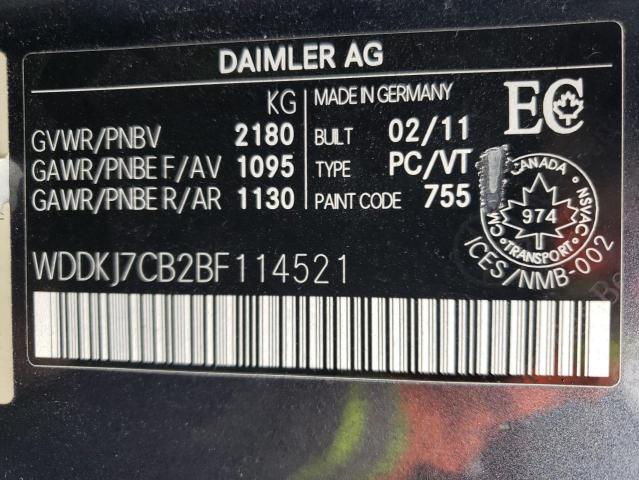 DAIMLER AG
KG
GVWR/PNBV 2180
GAWR/PNBE F/AV 1095
GAWR/PNBE R/AR 1130
MADE IN GERMANY
BUILT 02/11
TYPE PC/VT
PAINT CODE 755
EC
CANADA
974
TRANSPORT
NSVAC
ICES/NMB-002
WDDKJ7CB2BF114521